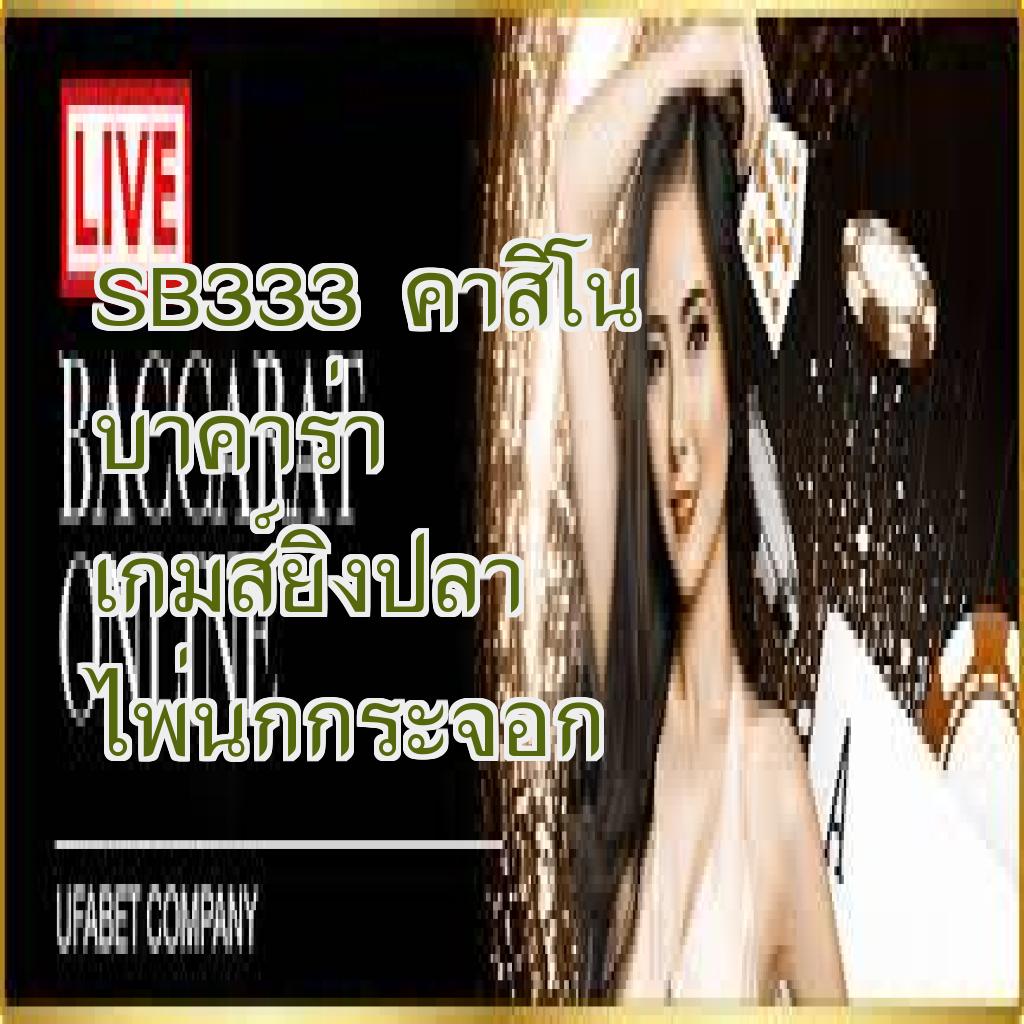 LIVE
SB333 คาสิโน
BACCARAT
บาคาร่า
ONLINE
เกมส์ยิงปลา
ไพ่นกกระจอก
UFABET COMPANY